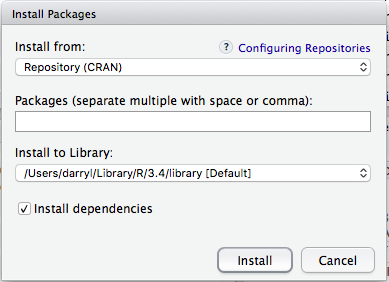 Install Packages
Install from:
? Configuring Repositories
Repository (CRAN)
Packages (separate multiple with space or comma):
Install to Library:
/Users/darryl/Library/R/3.4/library [Default]
Install dependencies
Install
Cancel